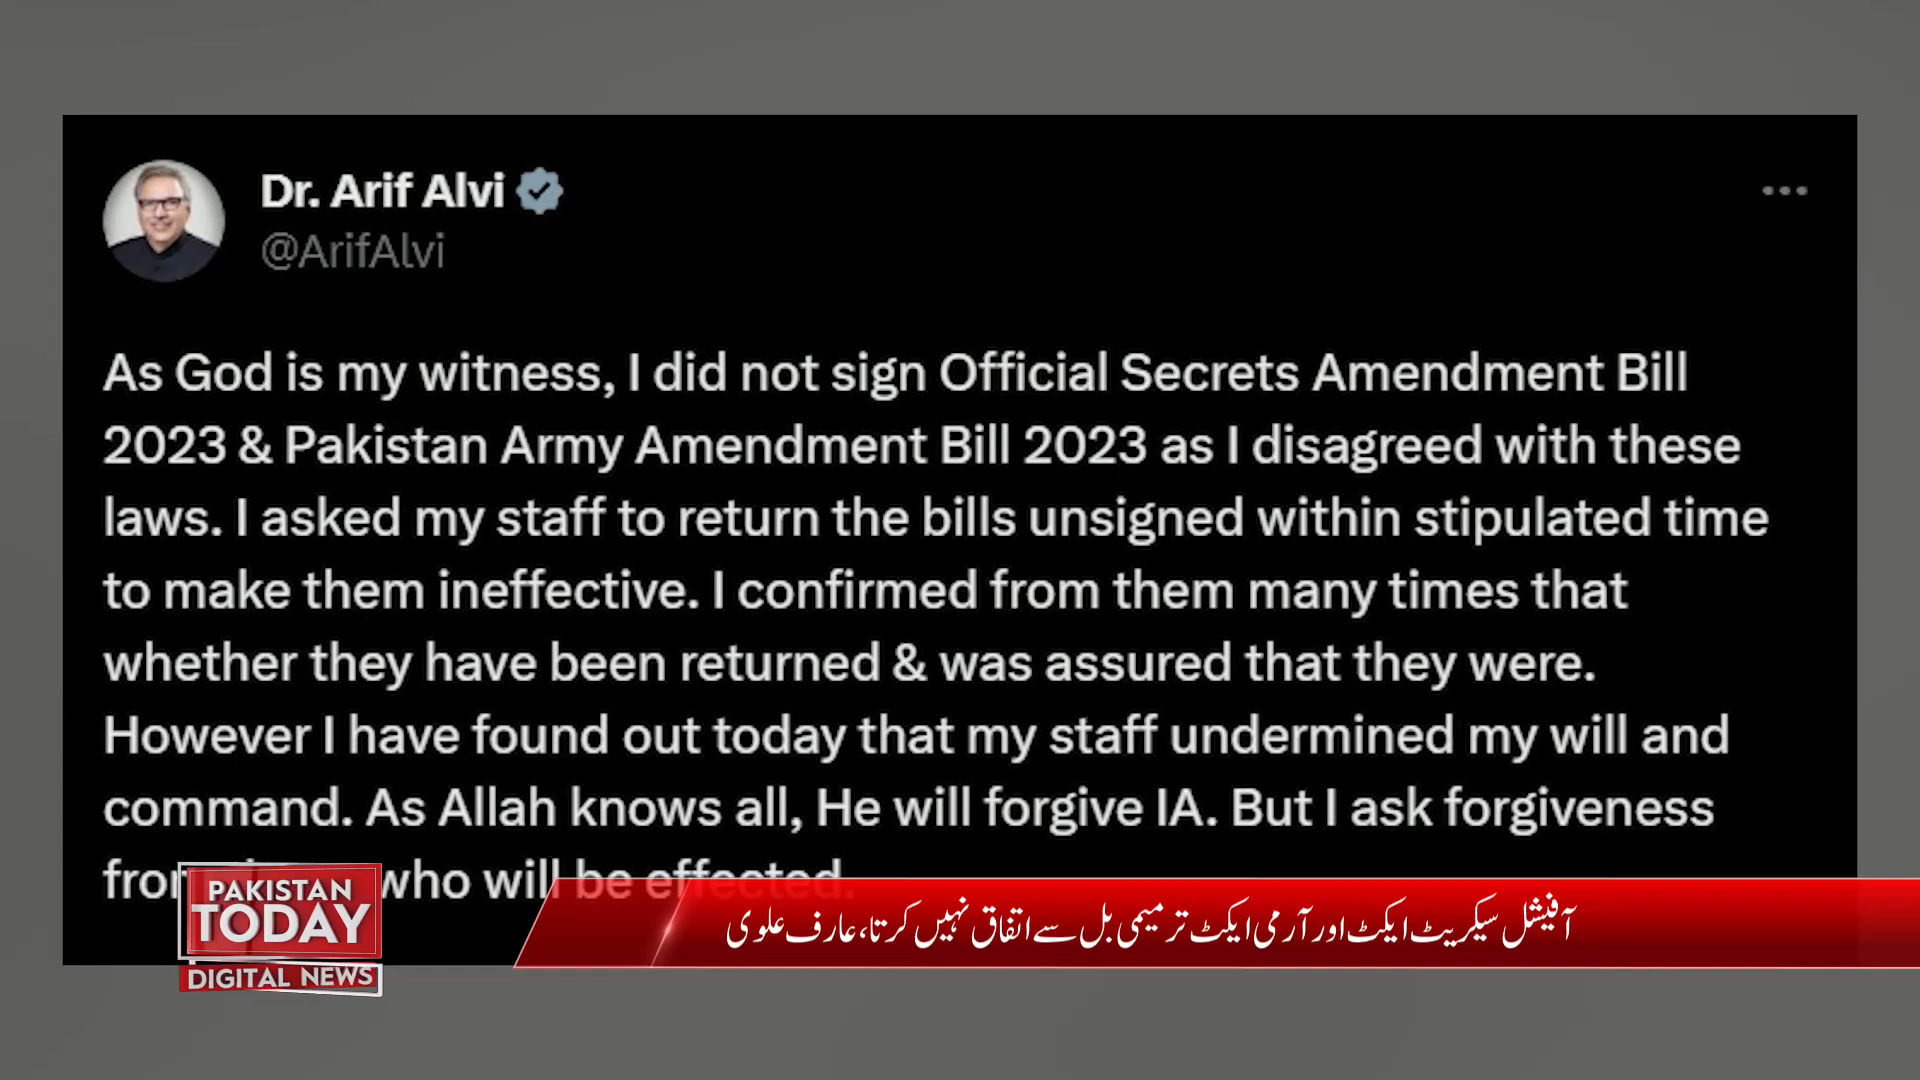 Dr. Arif Alvi
@ArifAlvi
As God is my witness, I did not sign Official Secrets Amendment Bill
2023 & Pakistan Army Amendment Bill 2023 as I disagreed with these
laws. I asked my staff to return the bills unsigned within stipulated time
to make them ineffective. I confirmed from them many times that
whether they have been returned & was assured that they were.
However I have found out today that my staff undermined my will and
command. As Allah knows all, He will forgive IA. But I ask forgiveness
who will be effected.
PAKISTAN
TODAY
DIGITAL NEWS
آفیشل سیکریٹ ایکٹ اور آرمی ایکٹ ترمیمی بل سے اتفاق نہیں کرتا، عارف علوی